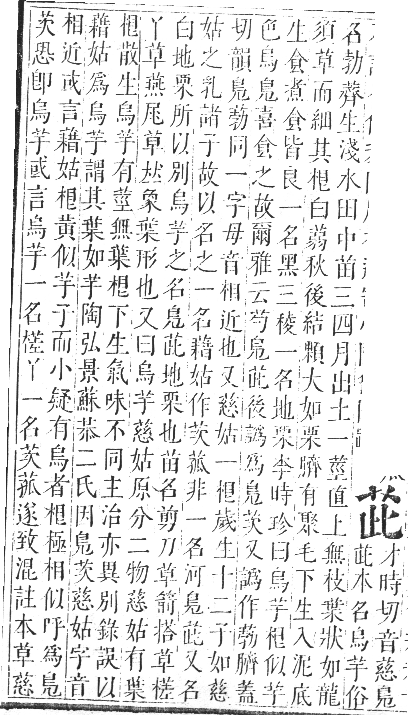 茈
才時切音慈鳧
茈本名烏芋俗
名勃薺生淺水田中苗三四月出土一莖直上無枝葉狀如龍
須草而細其根白蒻秋後結顆大如栗臍有聚毛下生入泥底
生食煮食皆良一名黑三稜一名地栗李時珍曰烏芋根似芋
色烏鳧喜食之故爾雅云芍鳧茈後譌爲鳧茨又譌作葧臍蓋
切韻鳧葧同一字母音相近也又慈姑一根歲生十二子如慈
姑之乳諸子故以名之一名藉姑作茨菰非一名河鳧茈又名
白地栗所以別烏芋之名鳧茈地栗也苗名剪刀草箭搭草槎
丫草燕尾草竝象葉形也又曰烏芋慈姑原分二物慈姑有葉
根散生烏芋有莖無葉根下生氣味不同主治亦異別錄誤以
藉姑爲烏芋謂其葉如芋陶弘景蘇恭二氏因鳧茨慈姑字音
相近或言藉姑根黃似芋子而小疑有烏者根極相似呼爲鳧
茨恐卽烏芋或言烏芋一名槎丫一名茨菰遂致混註本草慈